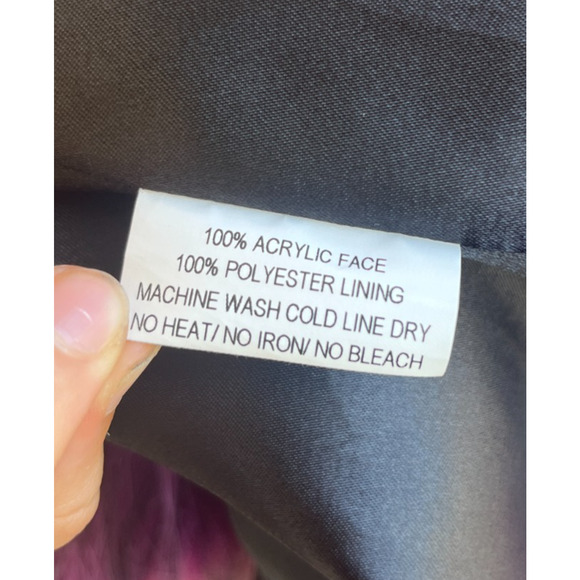 100% ACRYLIC FACE
100% POLYESTER LINING
MACHINE WASH COLD LINE DRY
NO HEAT/ NO IRON/ NO BLEACH